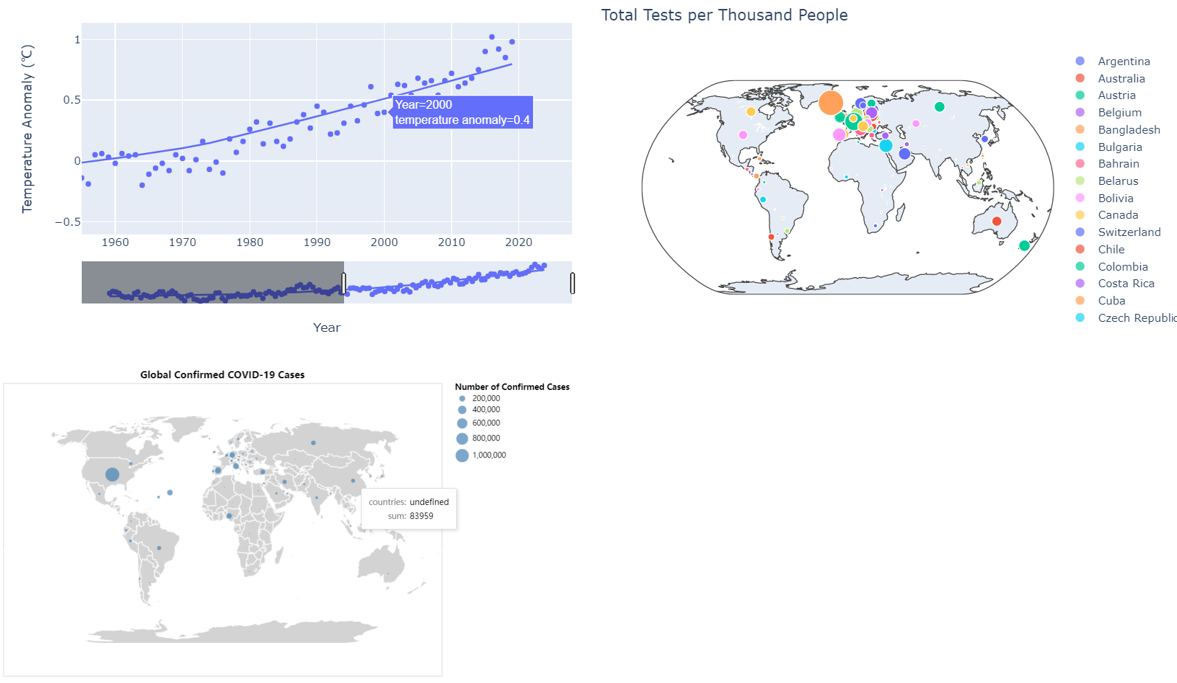 Temperature Anomaly (℃)
1
0.5
0
−0.5
Year=2000
temperature anomaly=0.4
1960
1970
1980
1990
2000
2010
2020
Year
Total Tests per Thousand People
Argentina
Australia
Austria
Belgium
Bangladesh
Bulgaria
Bahrain
Belarus
Bolivia
Canada
Switzerland
Chile
Colombia
Costa Rica
Cuba
Czech Republic
Global Confirmed COVID-19 Cases
Number of Confirmed Cases
200,000
400,000
600,000
800,000
1,000,000
countries: undefined
sum: 83959